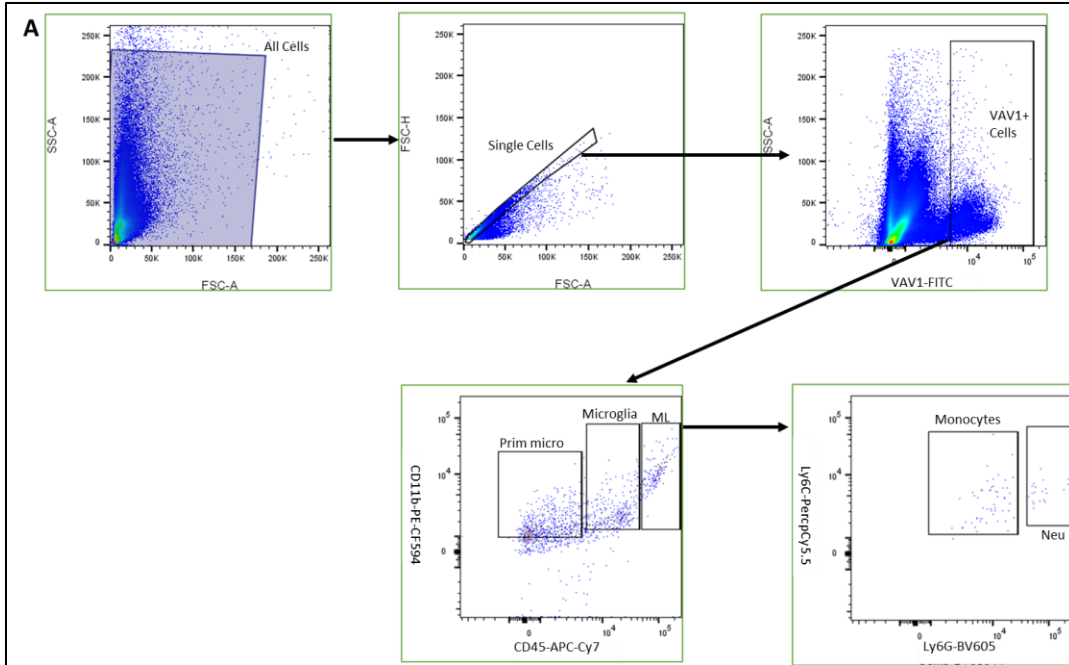 A
All Cells
SSC-A
250K
200K
150K
100K
50K
0
0 50K 100K 150K 200K 250K
FSC-A
Single Cells
FSC-H
250K
200K
150K
100K
50K
0
0 50K 100K 150K 200K 250K
FSC-A
VAV1+
Cells
SSC-A
250K
200K
150K
100K
50K
0
0 10^4 10^5
VAV1-FITC
Prim micro
Microglia
ML
CD11b-PE-CF594
10^5
10^4
0
0 10^4 10^5
CD45-APC-Cy7
Monocytes
Neu
Ly6C-PercpCy5.5
10^5
10^4
0
0 10^4 10^5
Ly6G-BV605